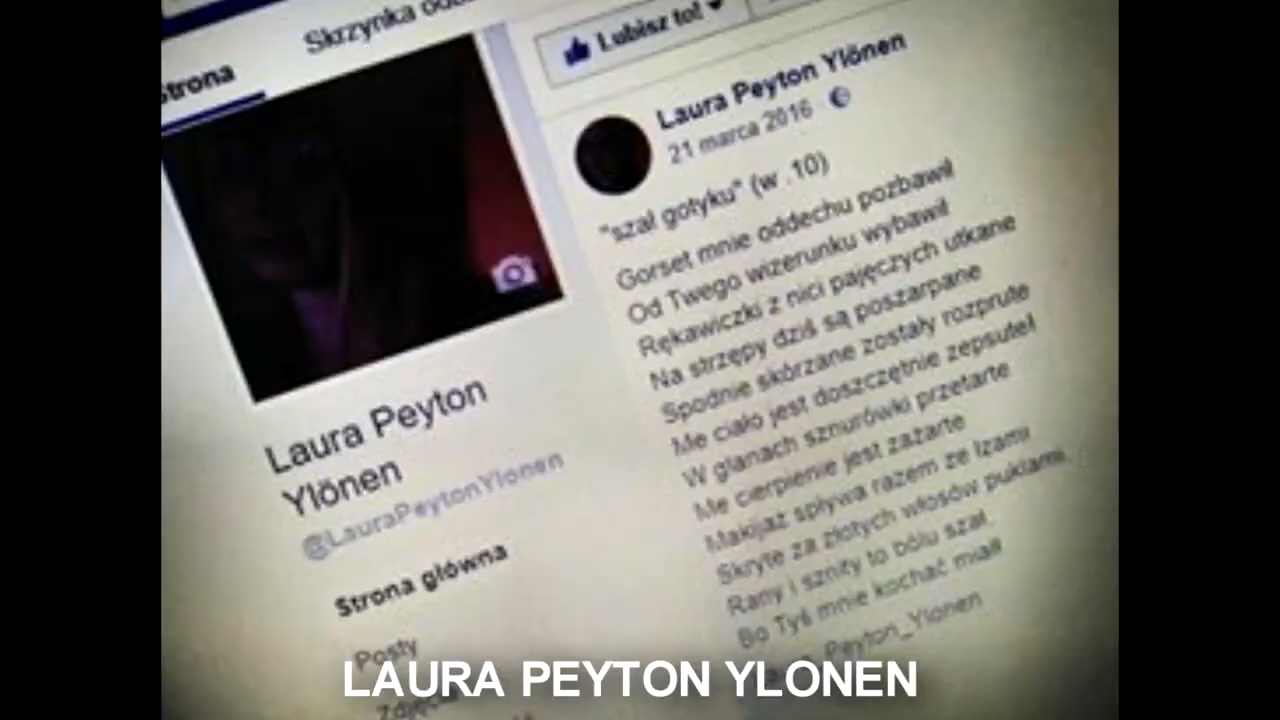 Skrzynka
Strona
Lubisz to!
Laura Peyton Ylönen
21 marca 2016
"szał gotyku" (w .10)
Gorset mnie oddechu pozbawił
Od Twego wizerunku wybawił
Rękawiczki z nici pajęczych utkane
Na strzępy dziś są poszarpane
Spodnie skórzane zostały rozprute
Me ciało jest doszczętnie zepsute!
W glanach sznurówki przetarte
Me cierpienie jest zażarte
Makijaż spływa razem ze łzami
Skryte za złotych włosów puklami.
Rany i sznity to bólu szał.
Bo Tyś mnie kochać miał!
Peyton_Ylonen
Laura Peyton
Ylönen
@LauraPeytonYlonen
Strona główna
Posty
Zdjęcia
LAURA PEYTON YLONEN